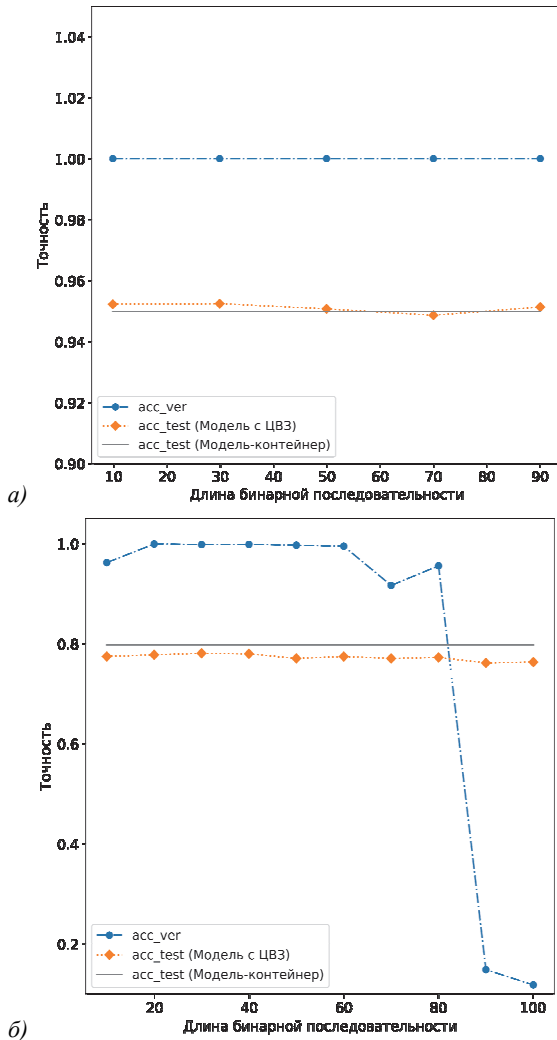 1.04
1.02
1.00
0.98
0.96
0.94
0.92
0.90
Точность
acc_ver
acc_test (Модель с ЦВЗ)
acc_test (Модель-контейнер)
10 20 30 40 50 60 70 80 90
Длина бинарной последовательности
а)
1.0
0.8
0.6
0.4
0.2
Точность
acc_ver
acc_test (Модель с ЦВЗ)
acc_test (Модель-контейнер)
20 40 60 80 100
Длина бинарной последовательности
б)